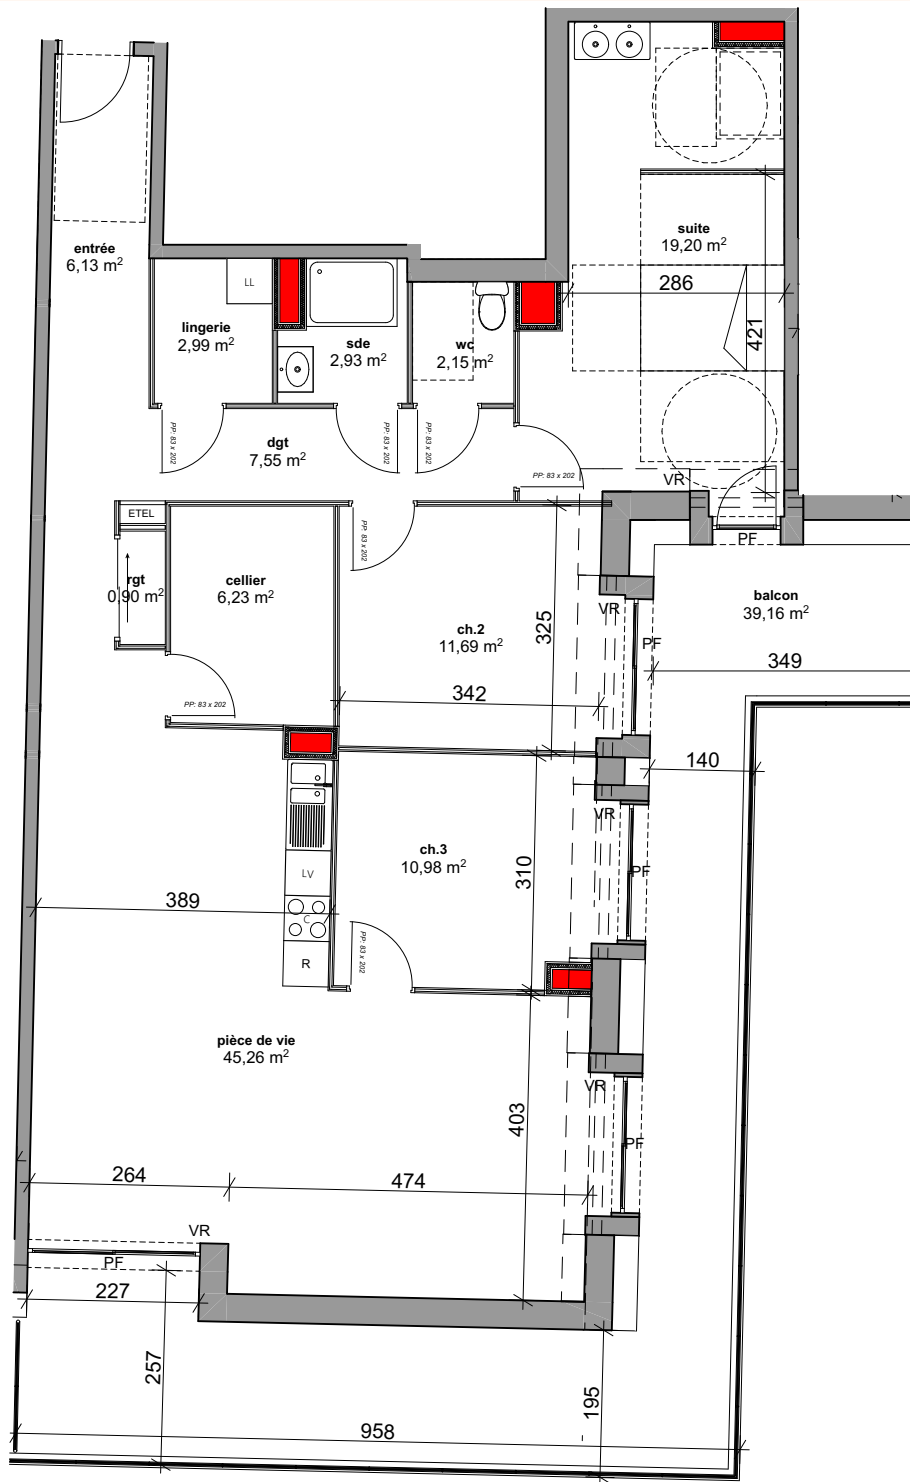 entrée
6,13 m²
suite
19,20 m²
286
421
LL
lingerie
2,99 m²
sde
2,93 m²
wc
2,15 m²
dgt
7,55 m²
PP: 83 x 202
PP: 83 x 202
PP: 83 x 202
PP: 83 x 202
VR
PF
ETEL
rgt
0,90 m²
cellier
6,23 m²
PP: 83 x 202
PP: 83 x 202
ch.2
11,69 m²
325
342
VR
PF
balcon
39,16 m²
349
140
VR
PF
ch.3
10,98 m²
310
LV
C
R
389
PP: 83 x 202
pièce de vie
45,26 m²
403
VR
PF
264
474
VR
PF
227
257
195
958